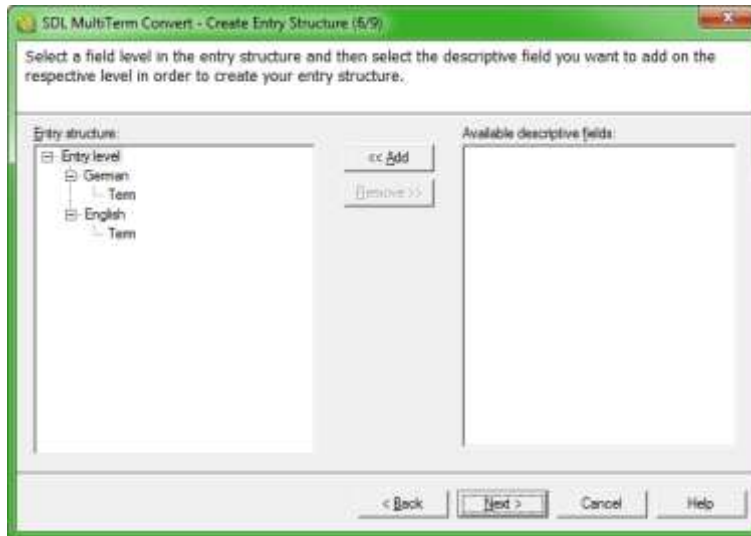 SDL MultiTerm Convert - Create Entry Structure (6/9)
Select a field level in the entry structure and then select the descriptive field you want to add on the
respective level in order to create your entry structure.
Entry structure:
Available descriptive fields
Entry level
<< Add
German
Term
Remove >>
English
Term
< Back
Next >
Cancel
Help